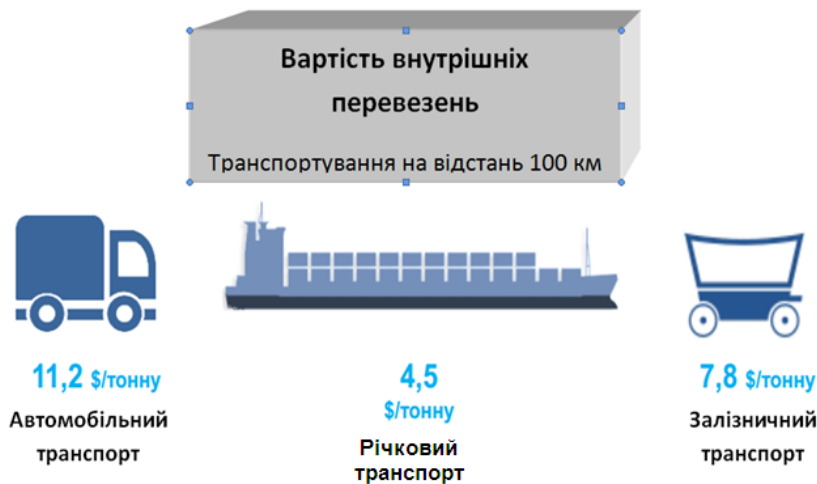 Вартість внутрішніх
перевезень
Транспортування на відстань 100 км
11,2 $/тонну
Автомобільний
транспорт
4,5
$/тонну
Річковий
транспорт
7,8 $/тонну
Залізничний
транспорт